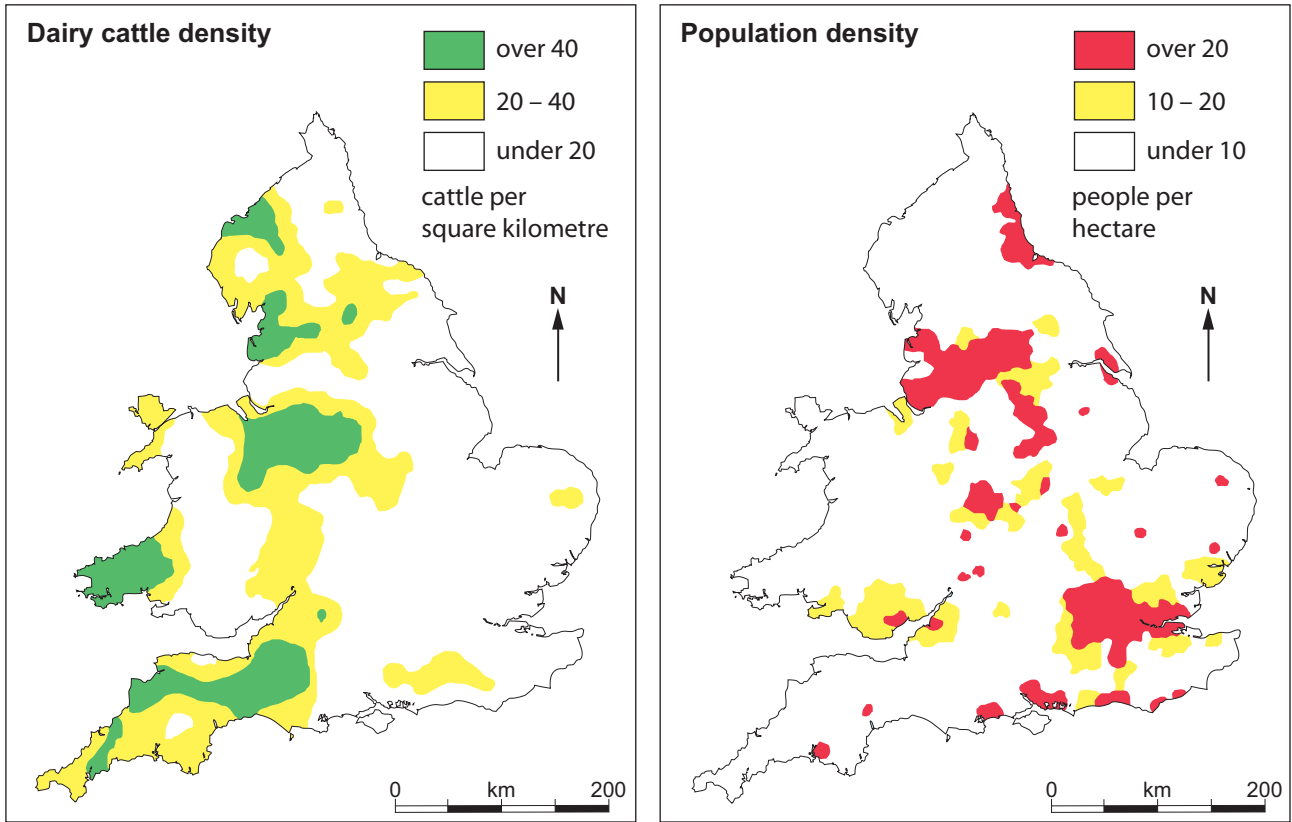 Dairy cattle density
over 40
20 – 40
under 20
cattle per
square kilometre
N
0 km 200
Population density
over 20
10 – 20
under 10
people per
hectare
N
0 km 200